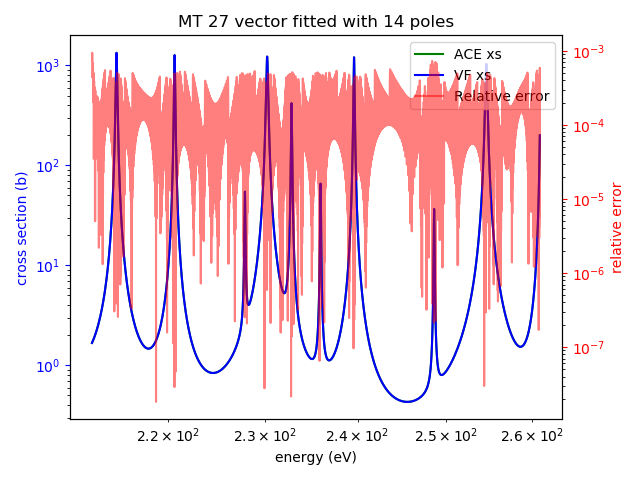 MT 27 vector fitted with 14 poles
ACE xs
VF xs
Relative error
cross section (b)
10³
10²
10¹
10⁰
relative error
10⁻³
10⁻⁴
10⁻⁵
10⁻⁶
10⁻⁷
2.2 × 10² 2.3 × 10² 2.4 × 10² 2.5 × 10² 2.6 × 10²
energy (eV)